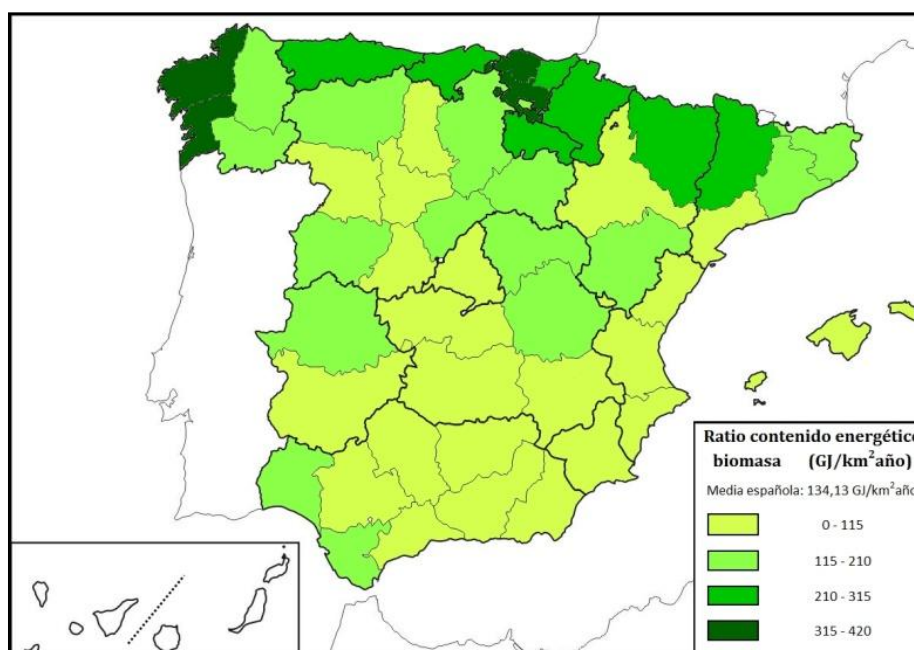 Ratio contenido energético
biomasa (GJ/km²año)
Media española: 134,13 GJ/km²año
0 - 115
115 - 210
210 - 315
315 - 420